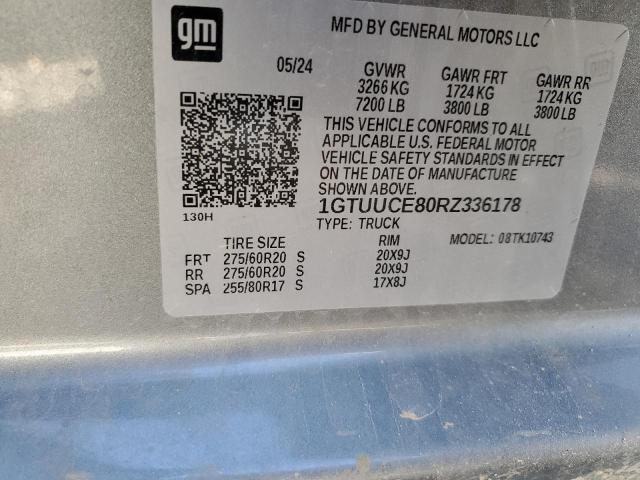 gm
MFD BY GENERAL MOTORS LLC
05/24 GVWR GAWR FRT GAWR RR
3266 KG 1724 KG 1724 KG
7200 LB 3800 LB 3800 LB
THIS VEHICLE CONFORMS TO ALL
APPLICABLE U.S. FEDERAL MOTOR
VEHICLE SAFETY STANDARDS IN EFFECT
ON THE DATE OF MANUFACTURE
SHOWN ABOVE.
1GTUUCE80RZ336178
130H
TYPE: TRUCK
TIRE SIZE RIM MODEL: 08TK10743
FRT 275/60R20 S 20X9J
RR 275/60R20 S 20X9J
SPA 255/80R17 S 17X8J